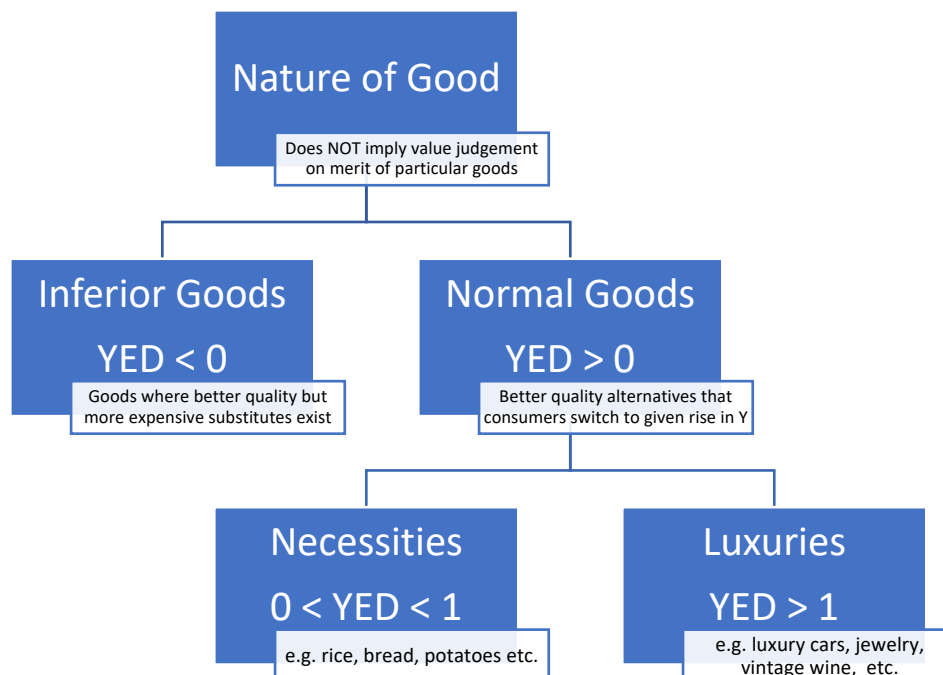 Nature of Good
Does NOT imply value judgement
on merit of particular goods
Inferior Goods
YED < 0
Goods where better quality but
more expensive substitutes exist
Normal Goods
YED > 0
Better quality alternatives that
consumers switch to given rise in Y
Necessities
0 < YED < 1
e.g. rice, bread, potatoes etc.
Luxuries
YED > 1
e.g. luxury cars, jewelry,
vintage wine, etc.